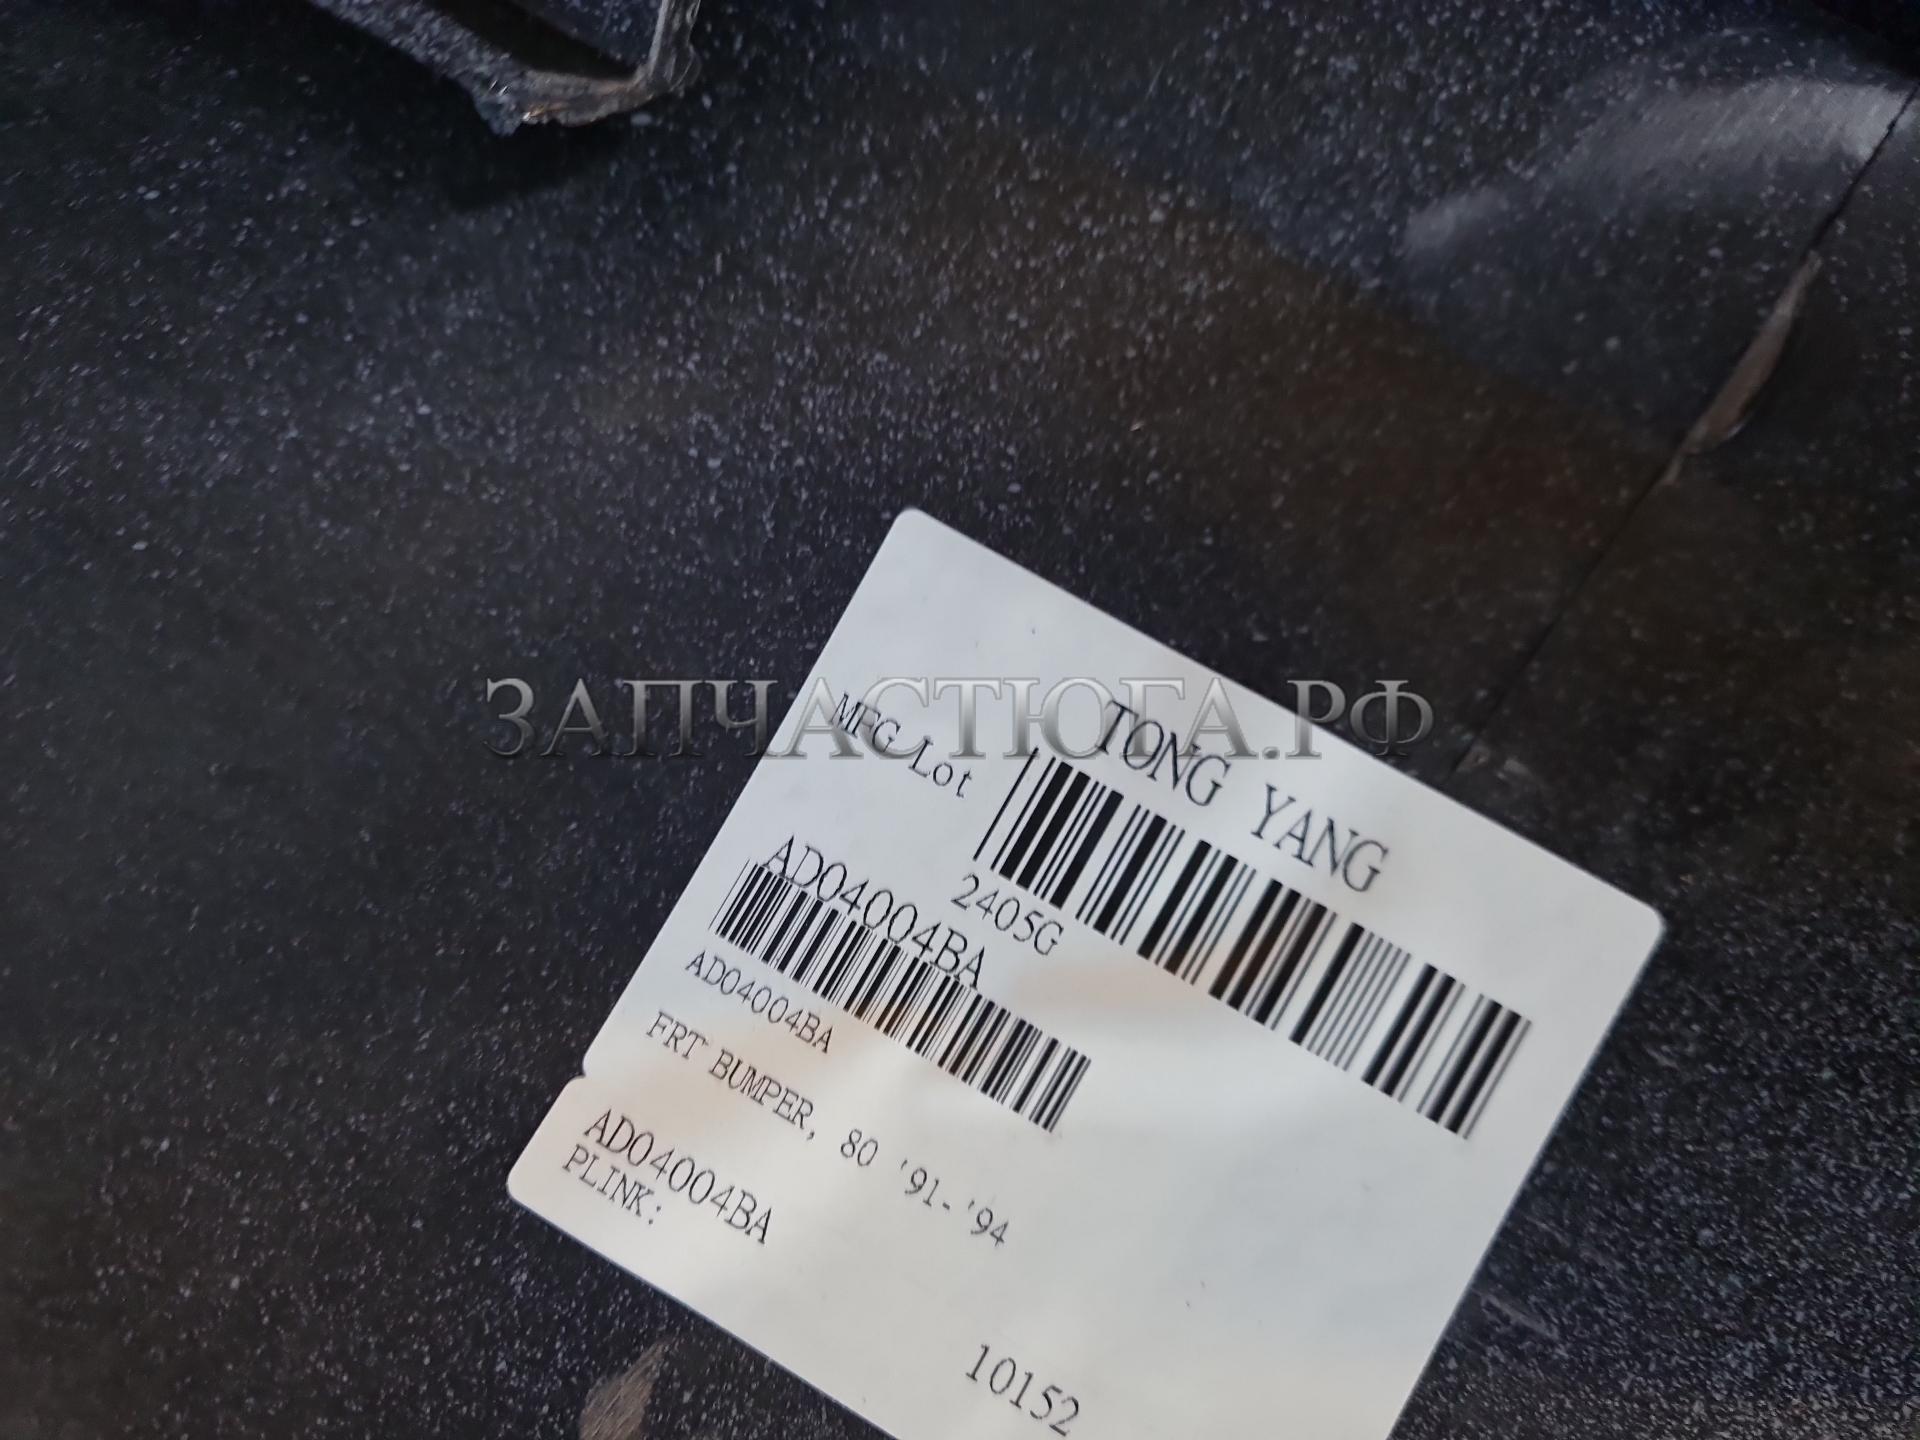 TONG YANG
MFG Lot
2405G
AD04004BA
AD04004BA
FRT BUMPER, 80 '91-'94
AD04004BA
PLINK:
10152
ЗАПЧАСТЮГА.РФ